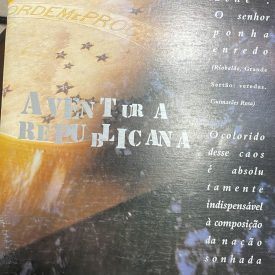 ORDEM E PRO
O senhor
ponha
enredo
(Riobaldo, Grande
Sertão: veredas,
Guimarães Rosa)
AVENTURA
REPUBLICANA
O colorido
desse caos
é absolu
tamente
indispensável
à composição
da nação
sonhada